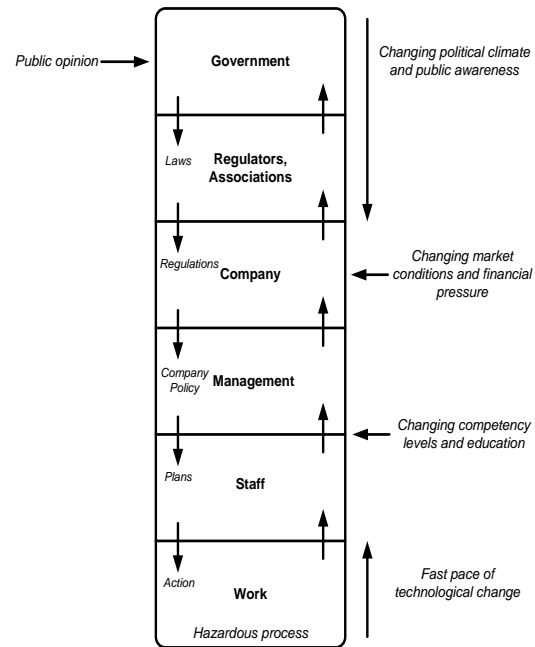 Public opinion
Government
Changing political climate
and public awareness
Laws
Regulators,
Associations
Regulations
Company
Changing market
conditions and financial
pressure
Company
Policy
Management
Changing competency
levels and education
Plans
Staff
Action
Work
Fast pace of
technological change
Hazardous process